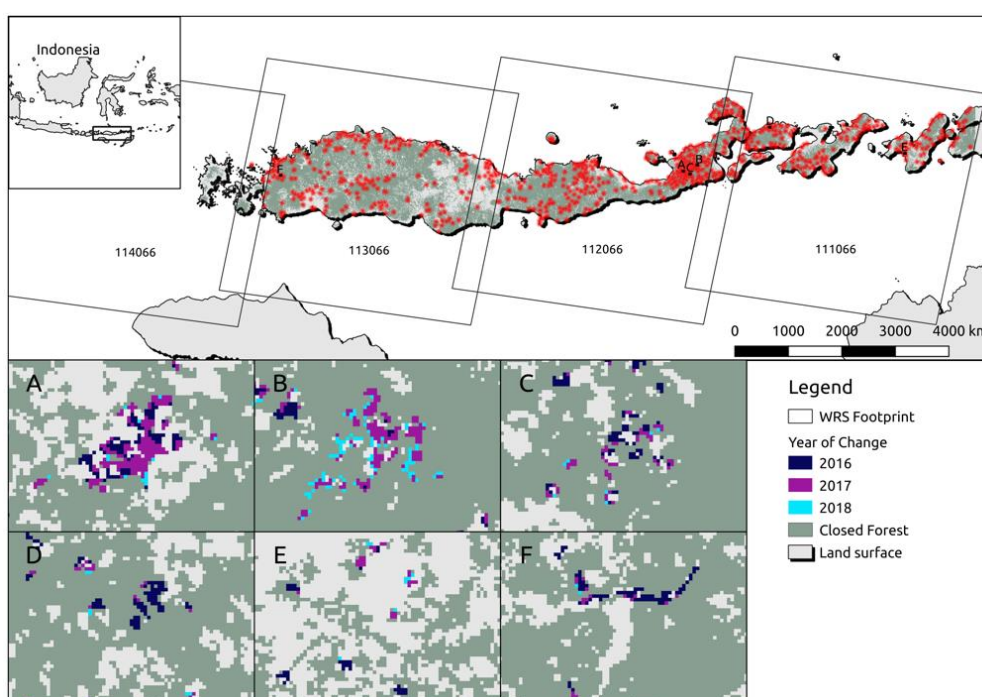 Indonesia
A
B
C
D
E
F
114066
113066
112066
111066
0 1000 2000 3000 4000 km
A
B
C
D
E
F
Legend
WRS Footprint
Year of Change
2016
2017
2018
Closed Forest
Land surface